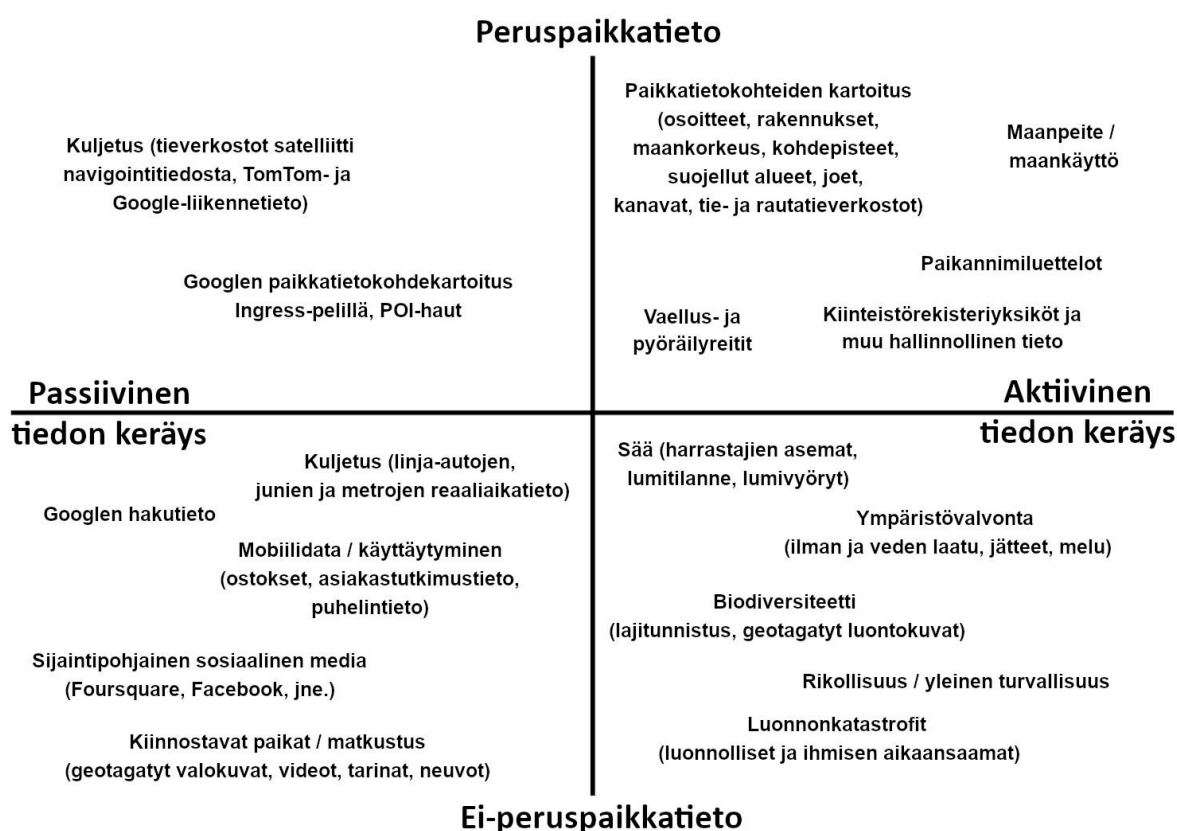 Peruspaikkatieto
Kuljetus (tieverkostot satelliitti
navigointitiedosta, TomTom- ja
Google-liikennetieto)
Googlen paikkatietokohdekartoitus
Ingress-pelillä, POI-haut
Paikkatietokohteiden kartoitus
(osoitteet, rakennukset,
maankorkeus, kohdepisteet,
suojellut alueet, joet,
kanavat, tie- ja rautatieverkostot)
Maanpeite /
maankäyttö
Paikannimiluettelot
Vaellus- ja
pyöräilyreitit
Kiinteistörekisteriyksiköt ja
muu hallinnollinen tieto
Passiivinen
tiedon keräys
Aktiivinen
tiedon keräys
Kuljetus (linja-autojen,
junien ja metrojen reaaliaikatieto)
Googlen hakutieto
Mobiilidata / käyttäytyminen
(ostokset, asiakastutkimustieto,
puhelintieto)
Sijaintipohjainen sosiaalinen media
(Foursquare, Facebook, jne.)
Kiinnostavat paikat / matkustus
(geotagatyt valokuvat, videot, tarinat, neuvot)
Sää (harrastajien asemat,
lumitilanne, lumivyöryt)
Ympäristövalvonta
(ilman ja veden laatu, jätteet, melu)
Biodiversiteetti
(lajitunnistus, geotagatyt luontokuvat)
Rikollisuus / yleinen turvallisuus
Luonnonkatastrofit
(luonnolliset ja ihmisen aikaansaamat)
Ei-peruspaikkatieto